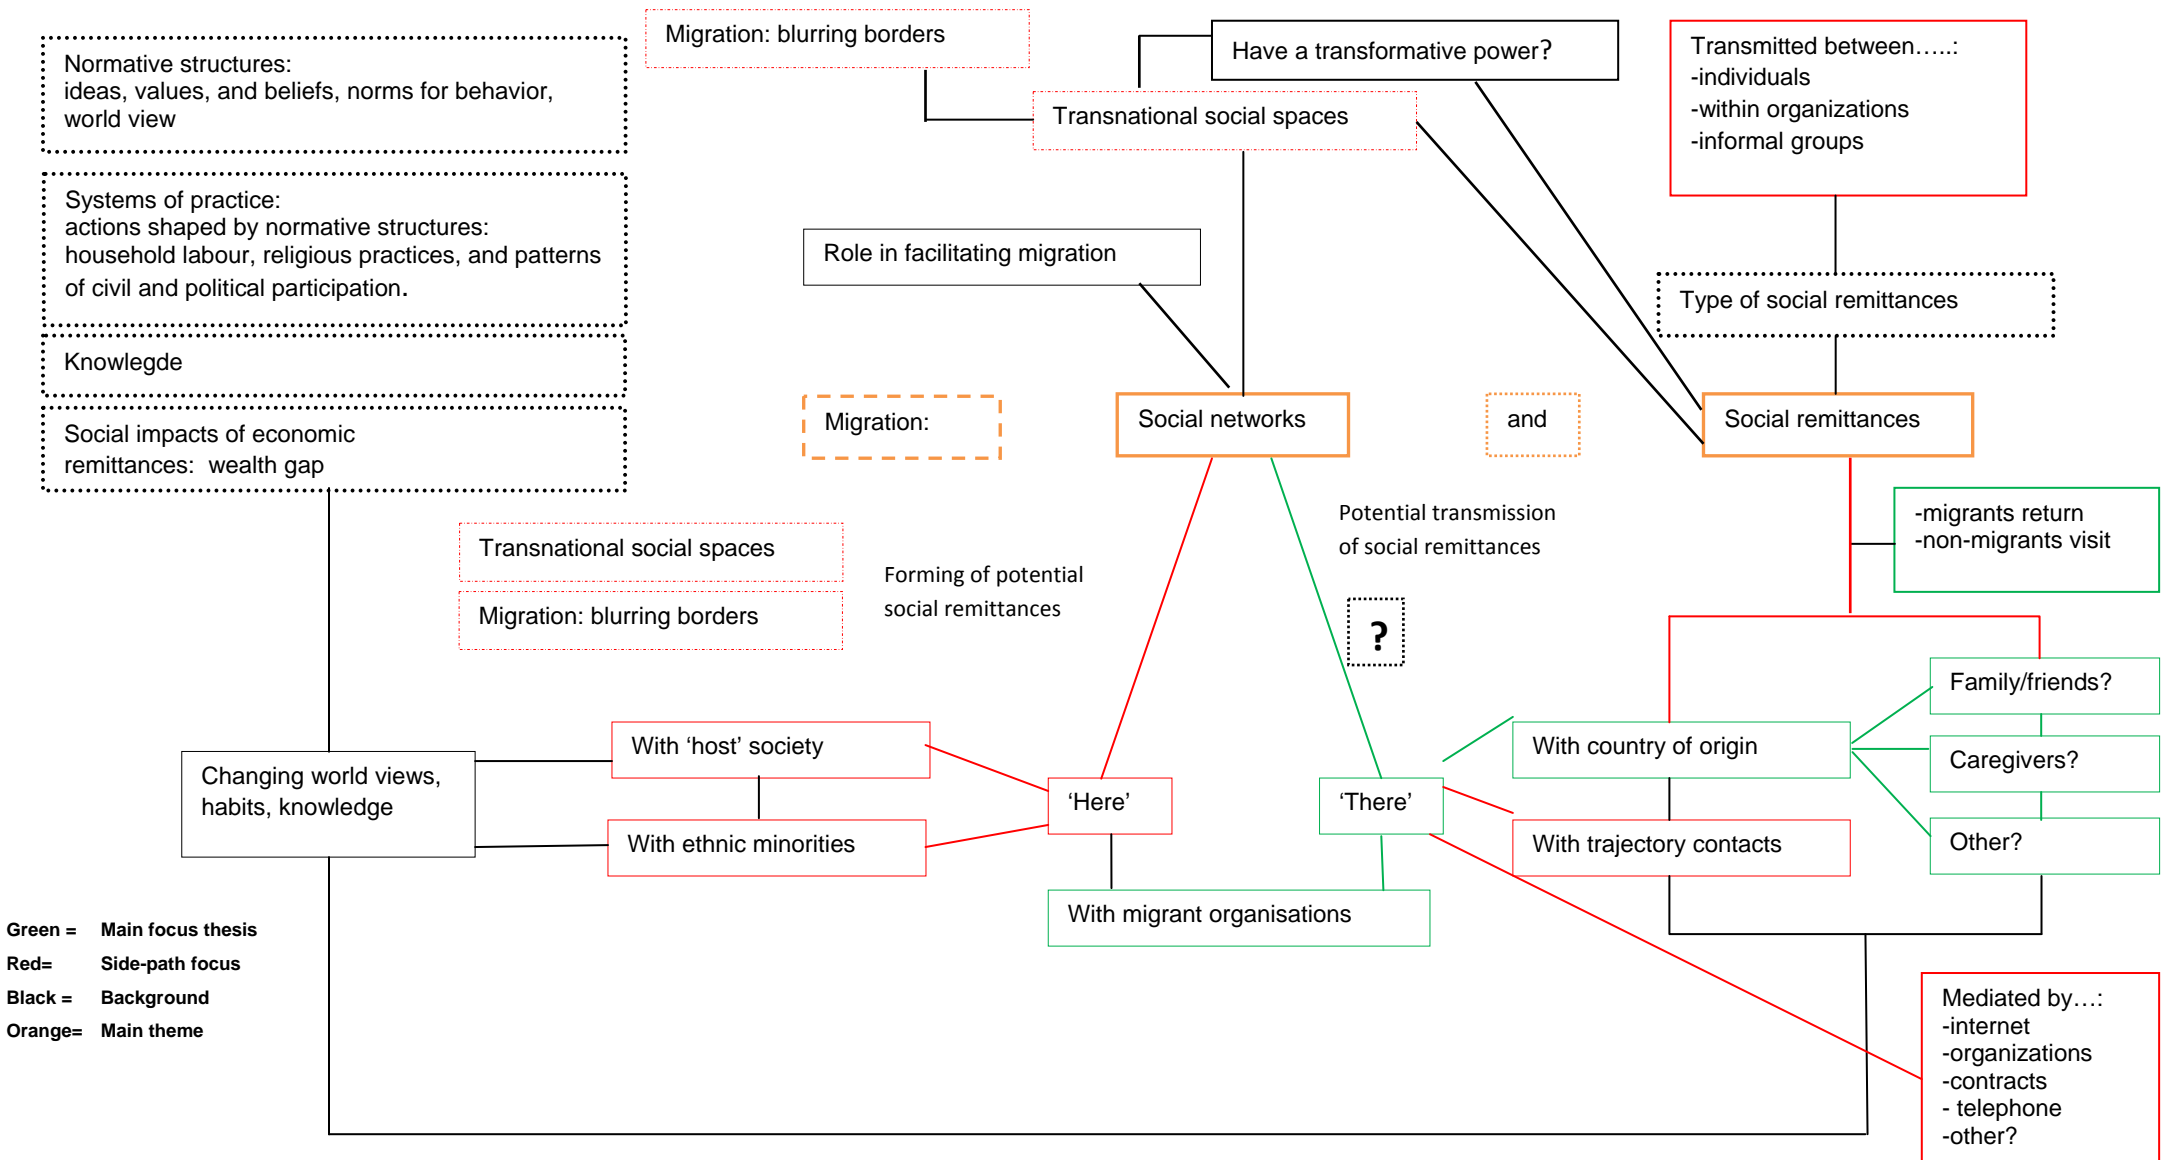 Migration: blurring borders
Have a transformative power?
Transmitted between…..:
-individuals
-within organizations
-informal groups
Normative structures:
ideas, values, and beliefs, norms for behavior,
world view
Transnational social spaces
Systems of practice:
actions shaped by normative structures:
household labour, religious practices, and patterns
of civil and political participation.
Role in facilitating migration
Type of social remittances
Knowlegde
Migration:
Social networks
and
Social remittances
Social impacts of economic
remittances: wealth gap
-migrants return
-non-migrants visit
Potential transmission
of social remittances
Transnational social spaces
Forming of potential
social remittances
Migration: blurring borders
?
Family/friends?
With ‘host’ society
With country of origin
Caregivers?
Changing world views,
habits, knowledge
‘Here’
‘There’
With ethnic minorities
With trajectory contacts
Other?
With migrant organisations
Green = Main focus thesis
Red= Side-path focus
Black = Background
Orange= Main theme
Mediated by…:
-internet
-organizations
-contracts
- telephone
-other?